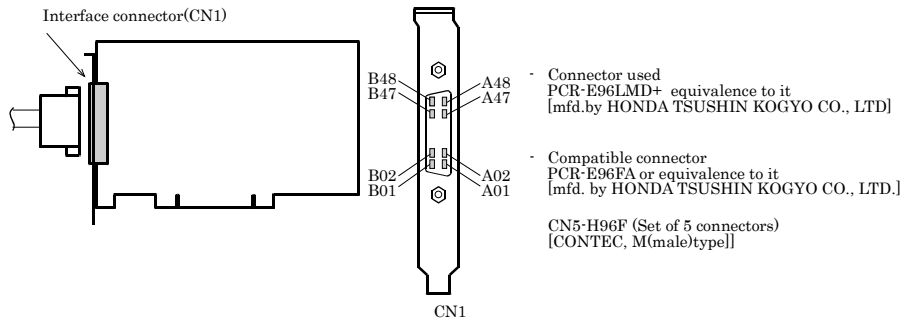 Interface connector(CN1)
B48
B47
A48
A47
B02
B01
A02
A01
CN1
- Connector used
PCR-E96LMD+ equivalence to it
[mfd.by HONDA TSUSHIN KOGYO CO., LTD]
- Compatible connector
PCR-E96FA or equivalence to it
[mfd. by HONDA TSUSHIN KOGYO CO., LTD.]
CN5-H96F (Set of 5 connectors)
[CONTEC, M(male)type]]